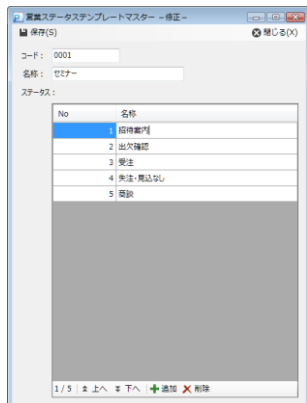 営業ステータステンプレートマスター －修正－
保存(S) 閉じる(X)
コード： 0001
名称： セミナー
ステータス：
No 名称
1 招待案内
2 出欠確認
3 受注
4 失注・見込なし
5 商談
1 / 5 上へ 下へ 追加 削除